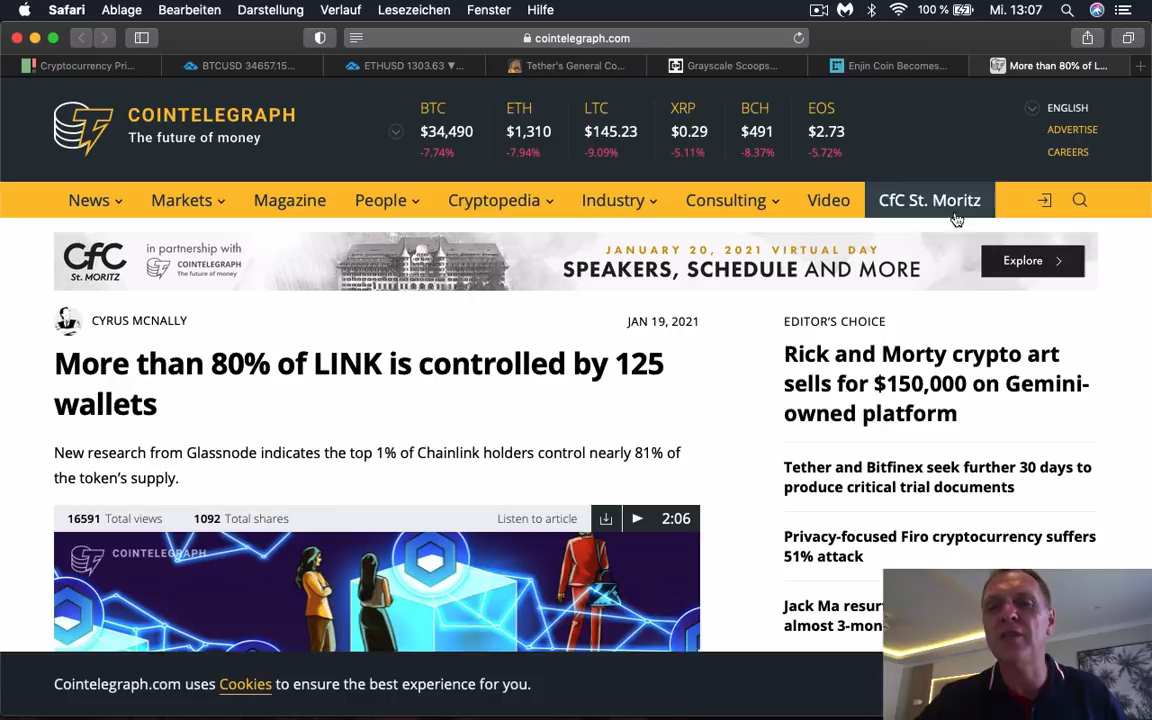 Safari Ablage Bearbeiten Darstellung Verlauf Lesezeichen Fenster Hilfe 100 % Mi. 13:07
cointelegraph.com
Cryptocurrency Pri... BTCUSD 34657.15... ETHUSD 1303.63 ▼... Tether's General Co... Grayscale Scoops... Enjin Coin Becomes... More than 80% of L...
COINTELEGRAPH
The future of money
BTC ETH LTC XRP BCH EOS
$34,490 $1,310 $145.23 $0.29 $491 $2.73
-7.74% -7.94% -9.09% -5.11% -8.37% -5.72%
ENGLISH
ADVERTISE
CAREERS
News Markets Magazine People Cryptopedia Industry Consulting Video CfC St. Moritz
CfC
St. MORITZ
in partnership with
COINTELEGRAPH
The future of money
JANUARY 20, 2021 VIRTUAL DAY
SPEAKERS, SCHEDULE AND MORE
Explore
CYRUS MCNALLY JAN 19, 2021
More than 80% of LINK is controlled by 125
wallets
New research from Glassnode indicates the top 1% of Chainlink holders control nearly 81% of
the token's supply.
16591 Total views 1092 Total shares Listen to article 2:06
COINTELEGRAPH
EDITOR'S CHOICE
Rick and Morty crypto art
sells for $150,000 on Gemini-
owned platform
Tether and Bitfinex seek further 30 days to
produce critical trial documents
Privacy-focused Firo cryptocurrency suffers
51% attack
Jack Ma resur
almost 3-mon
Cointelegraph.com uses Cookies to ensure the best experience for you.